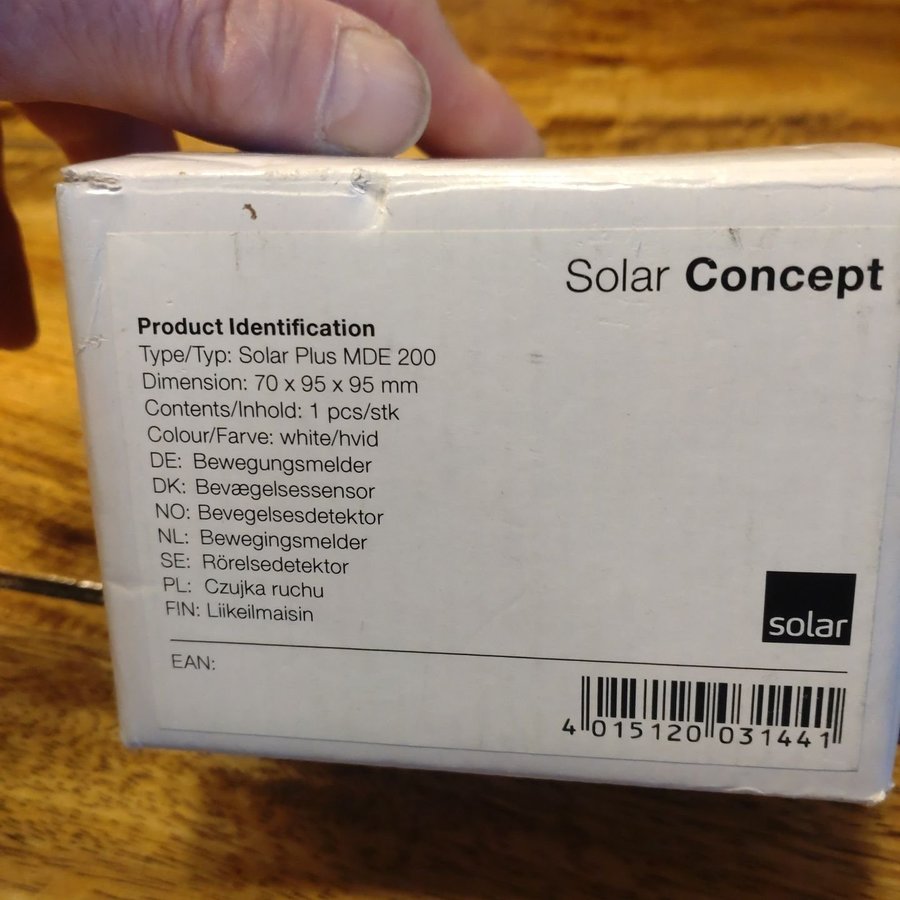 Solar Concept
Product Identification
Type/Typ: Solar Plus MDE 200
Dimension: 70 x 95 x 95 mm
Contents/Inhold: 1 pcs/stk
Colour/Farve: white/hvid
DE: Bewegungsmelder
DK: Bevægelsessensor
NO: Bevegelsesdetektor
NL: Bewegingsmelder
SE: Rörelsedetektor
PL: Czujka ruchu
FIN: Liikeilmaisin
solar
EAN:
4 015120 031441